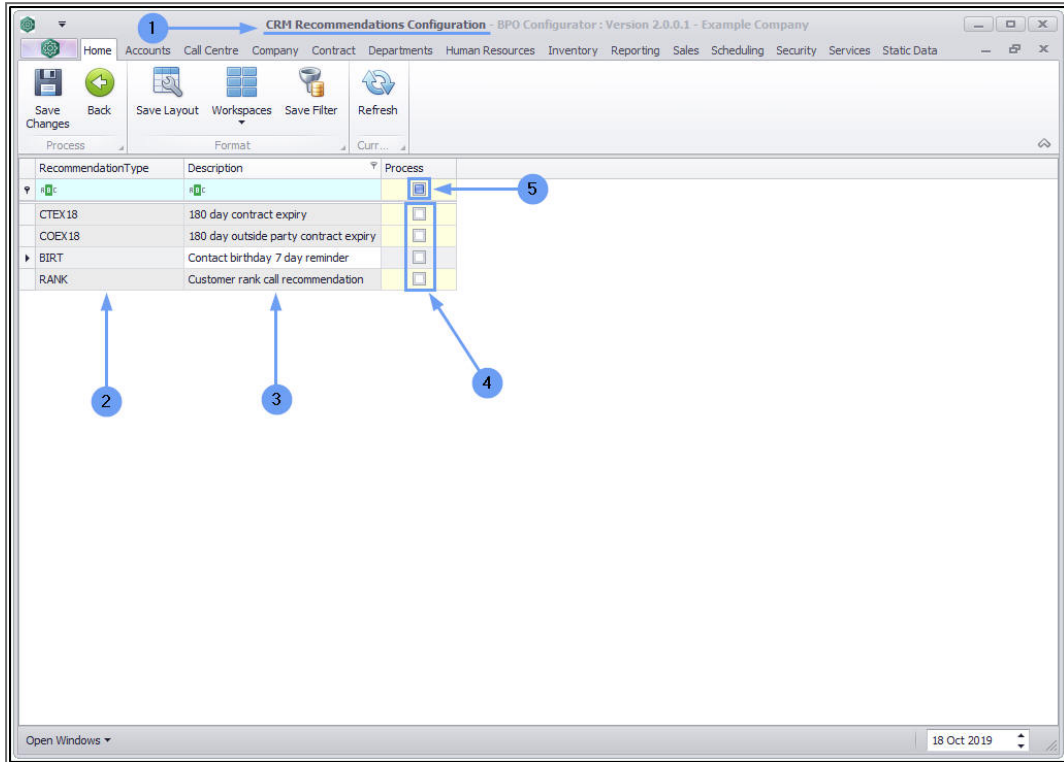 1
CRM Recommendations Configuration - BPO Configurator : Version 2.0.0.1 - Example Company
Home Accounts Call Centre Company Contract Departments Human Resources Inventory Reporting Sales Scheduling Security Services Static Data
Save Changes Back Save Layout Workspaces Save Filter Refresh
Process Format Curr...
RecommendationType Description Process
5
CTEX18 180 day contract expiry
COEX18 180 day outside party contract expiry
BIRT Contact birthday 7 day reminder
RANK Customer rank call recommendation
2 3 4
Open Windows 18 Oct 2019